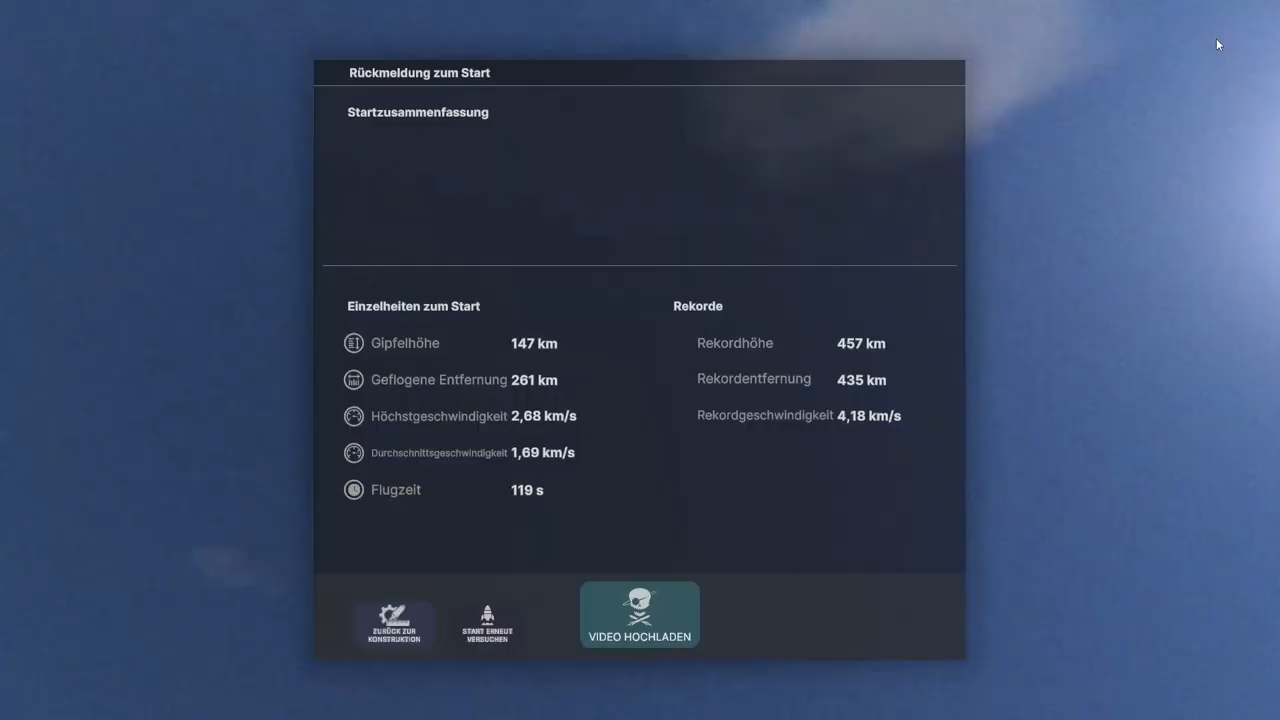 Rückmeldung zum Start
Startzusammenfassung
Einzelheiten zum Start
Gipfelhöhe 147 km
Geflogene Entfernung 261 km
Höchstgeschwindigkeit 2,68 km/s
Durchschnittsgeschwindigkeit 1,69 km/s
Flugzeit 119 s
Rekorde
Rekordhöhe 457 km
Rekordentfernung 435 km
Rekordgeschwindigkeit 4,18 km/s
ZURÜCK ZUR
KONSTRUKTION
START ERNEUT
VERSUCHEN
VIDEO HOCHLADEN